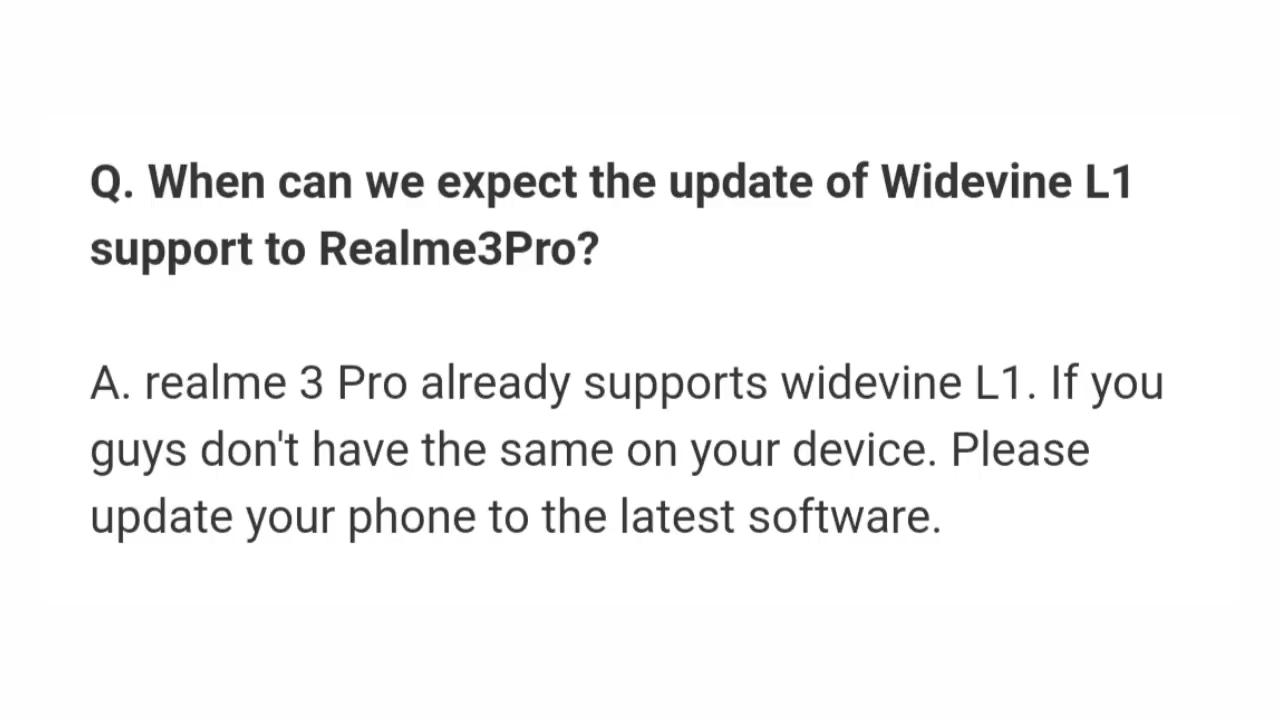 Q. When can we expect the update of Widevine L1
support to Realme3Pro?
A. realme 3 Pro already supports widevine L1. If you
guys don't have the same on your device. Please
update your phone to the latest software.